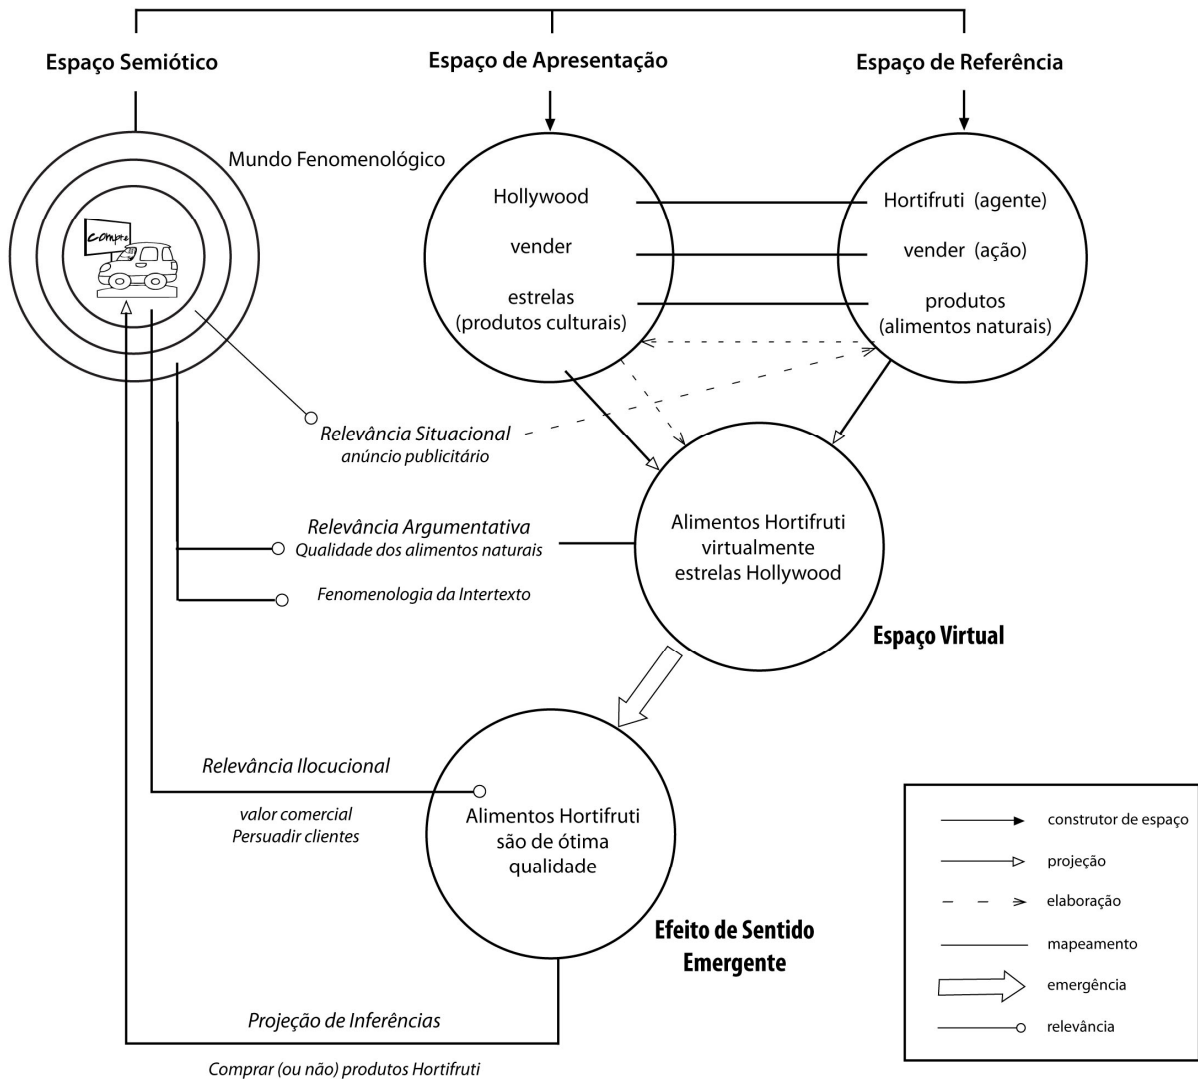 Espaço Semiótico
Espaço de Apresentação
Espaço de Referência
Mundo Fenomenológico
compre
Hollywood
vender
estrelas
(produtos culturais)
Hortifruti (agente)
vender (ação)
produtos
(alimentos naturais)
Relevância Situacional
anúncio publicitário
Relevância Argumentativa
Qualidade dos alimentos naturais
Fenomenologia da Intertexto
Alimentos Hortifruti
virtualmente
estrelas Hollywood
Espaço Virtual
Relevância Ilocucional
valor comercial
Persuadir clientes
Alimentos Hortifruti
são de ótima
qualidade
Efeito de Sentido
Emergente
Projeção de Inferências
Comprar (ou não) produtos Hortifruti
construtor de espaço
projeção
elaboração
mapeamento
emergência
relevância